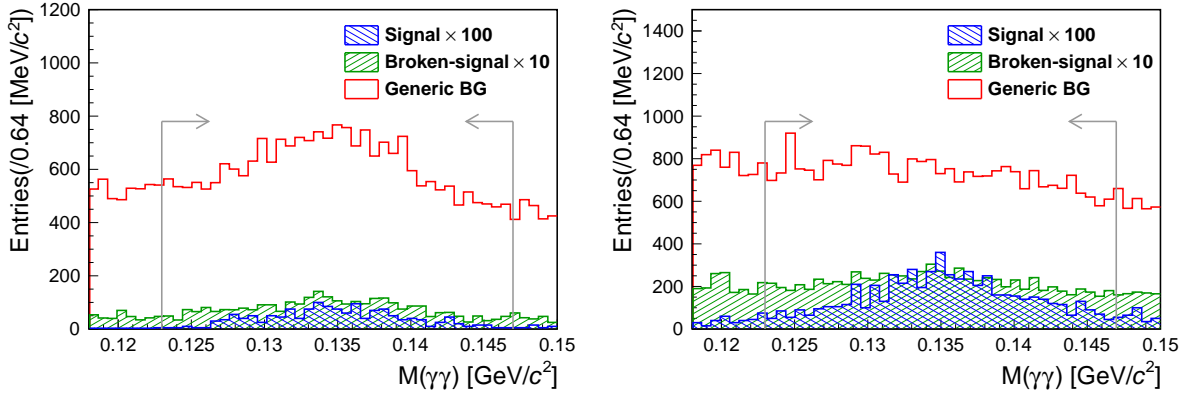 Entries(/0.64 [MeV/c²]
1200
1000
800
600
400
200
0
Signal × 100
Broken-signal × 10
Generic BG
0.12 0.125 0.13 0.135 0.14 0.145 0.15
M(γγ) [GeV/c²]
Entries(/0.64 [MeV/c²]
1400
1200
1000
800
600
400
200
0
Signal × 100
Broken-signal × 10
Generic BG
0.12 0.125 0.13 0.135 0.14 0.145 0.15
M(γγ) [GeV/c²]